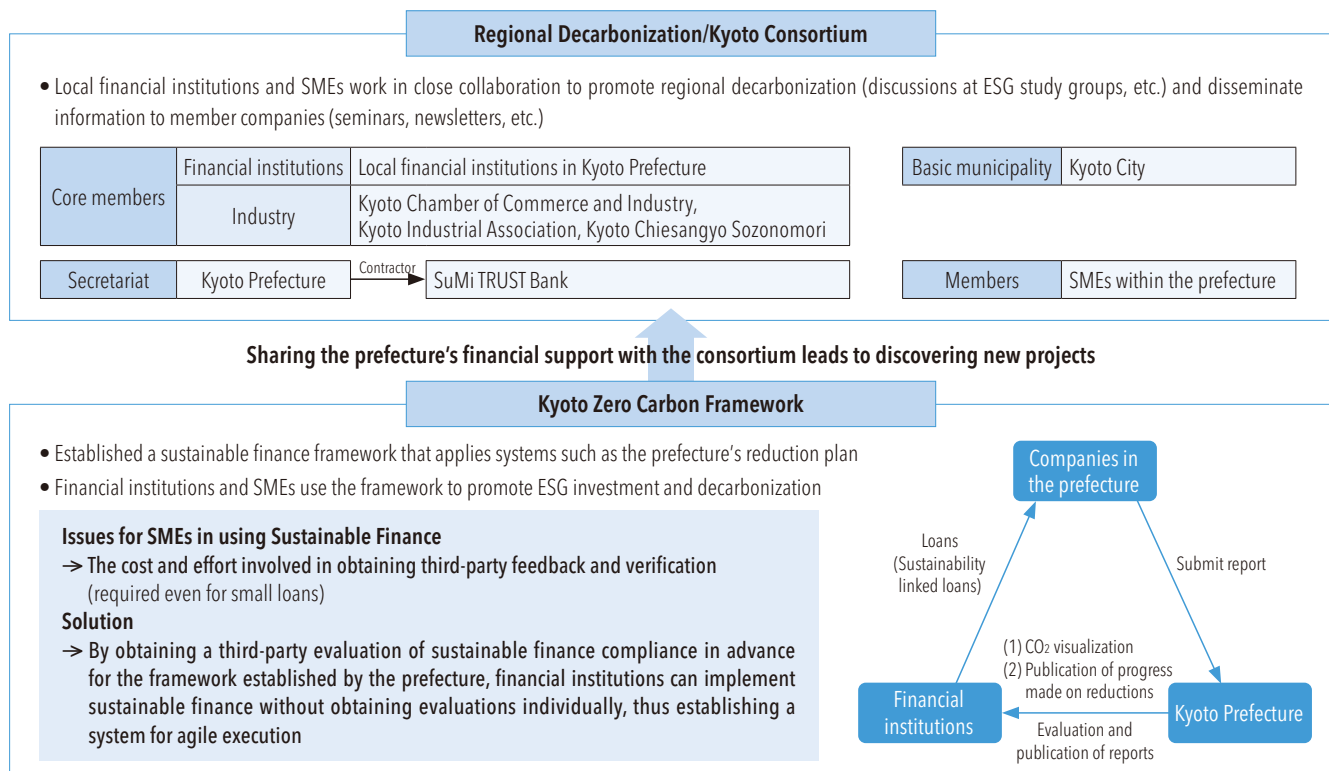 Regional Decarbonization/Kyoto Consortium
• Local financial institutions and SMEs work in close collaboration to promote regional decarbonization (discussions at ESG study groups, etc.) and disseminate
information to member companies (seminars, newsletters, etc.)
Core members
Financial institutions
Local financial institutions in Kyoto Prefecture
Industry
Kyoto Chamber of Commerce and Industry,
Kyoto Industrial Association, Kyoto Chiesangyo Sozonomori
Basic municipality
Kyoto City
Secretariat
Kyoto Prefecture
Contractor
SuMi TRUST Bank
Members
SMEs within the prefecture
Sharing the prefecture's financial support with the consortium leads to discovering new projects
Kyoto Zero Carbon Framework
• Established a sustainable finance framework that applies systems such as the prefecture's reduction plan
• Financial institutions and SMEs use the framework to promote ESG investment and decarbonization
Issues for SMEs in using Sustainable Finance
→ The cost and effort involved in obtaining third-party feedback and verification
(required even for small loans)
Solution
→ By obtaining a third-party evaluation of sustainable finance compliance in advance
for the framework established by the prefecture, financial institutions can implement
sustainable finance without obtaining evaluations individually, thus establishing a
system for agile execution
Companies in
the prefecture
Loans
(Sustainability
linked loans)
Submit report
(1) CO₂ visualization
(2) Publication of progress
made on reductions
Financial
institutions
Kyoto Prefecture
Evaluation and
publication of reports